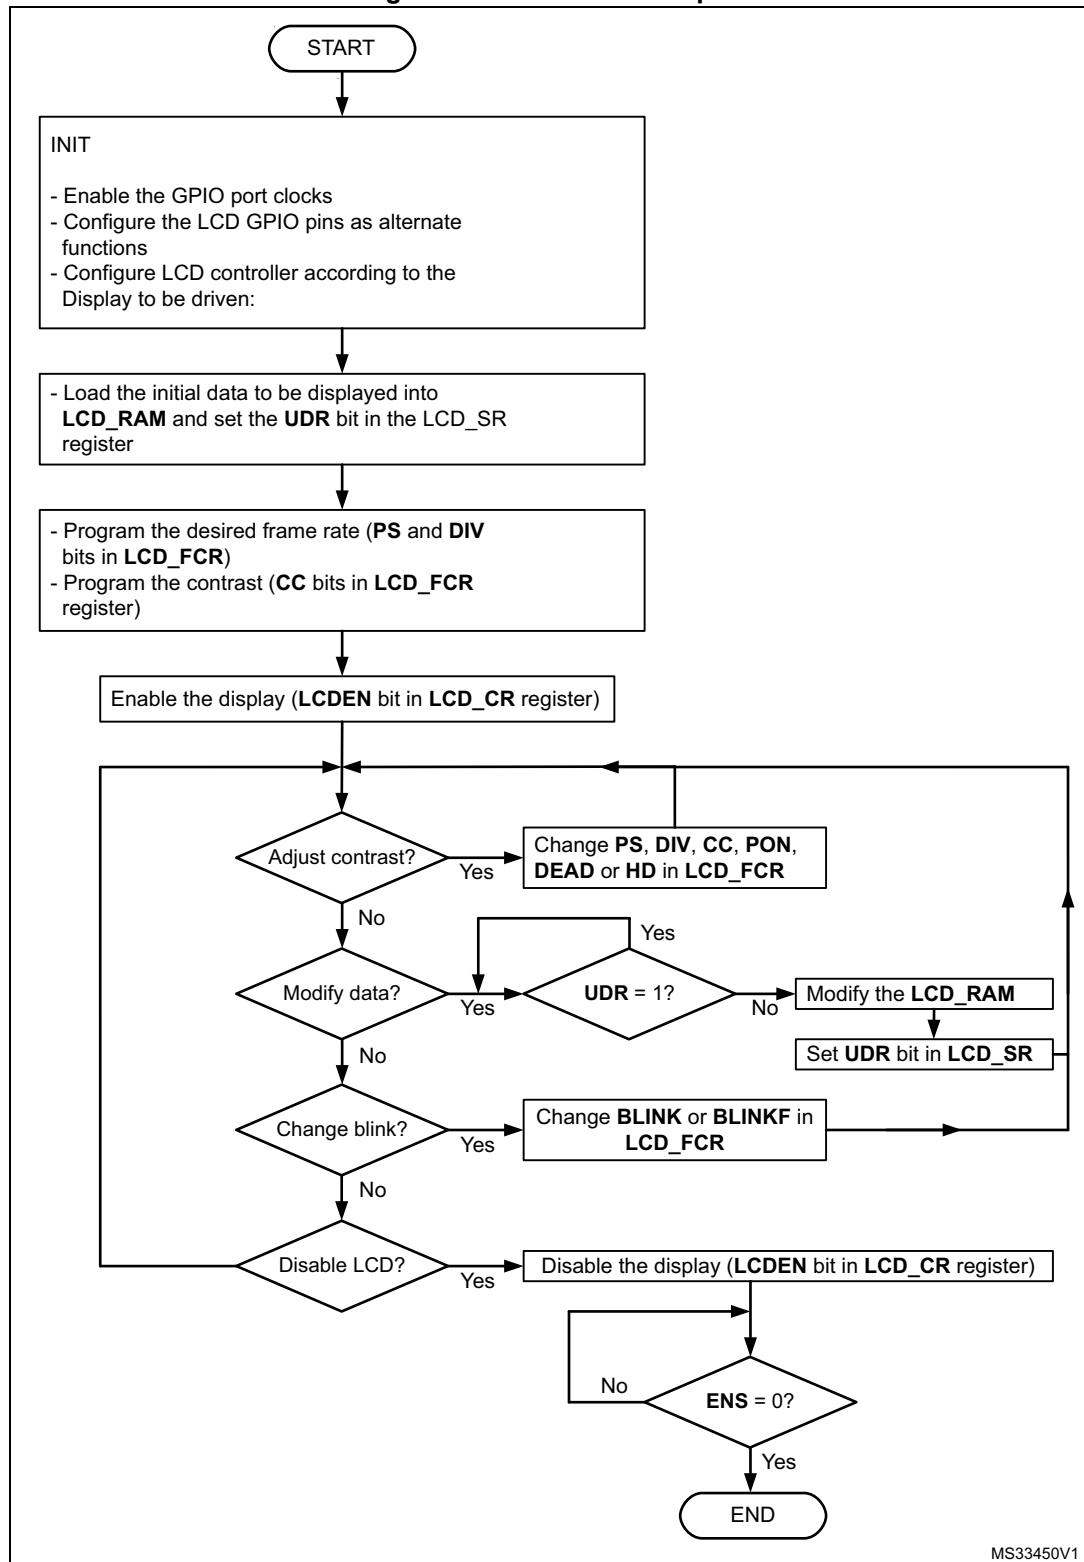 START
INIT
- Enable the GPIO port clocks
- Configure the LCD GPIO pins as alternate
functions
- Configure LCD controller according to the
Display to be driven:
- Load the initial data to be displayed into
LCD_RAM and set the UDR bit in the LCD_SR
register
- Program the desired frame rate (PS and DIV
bits in LCD_FCR)
- Program the contrast (CC bits in LCD_FCR
register)
Enable the display (LCDEN bit in LCD_CR register)
Adjust contrast?
Yes
Change PS, DIV, CC, PON,
DEAD or HD in LCD_FCR
No
Modify data?
Yes
UDR = 1?
Yes
No
Modify the LCD_RAM
Set UDR bit in LCD_SR
No
Change blink?
Yes
Change BLINK or BLINKF in
LCD_FCR
No
Disable LCD?
Yes
Disable the display (LCDEN bit in LCD_CR register)
No
ENS = 0?
Yes
END
MS33450V1